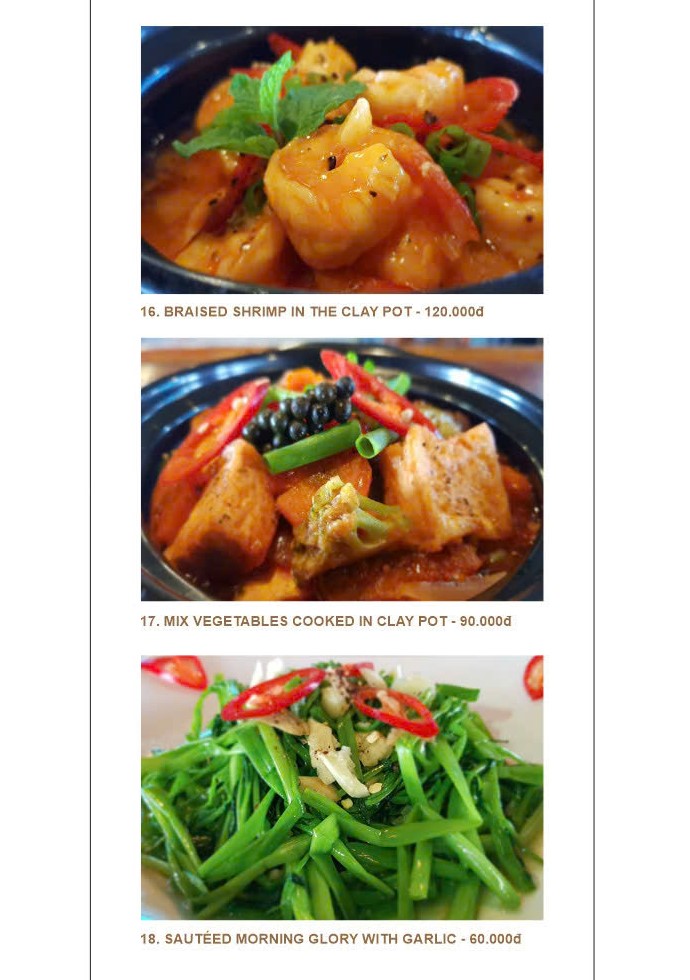 16. BRAISED SHRIMP IN THE CLAY POT - 120.000đ
17. MIX VEGETABLES COOKED IN CLAY POT - 90.000đ
18. SAUTÉED MORNING GLORY WITH GARLIC - 60.000đ